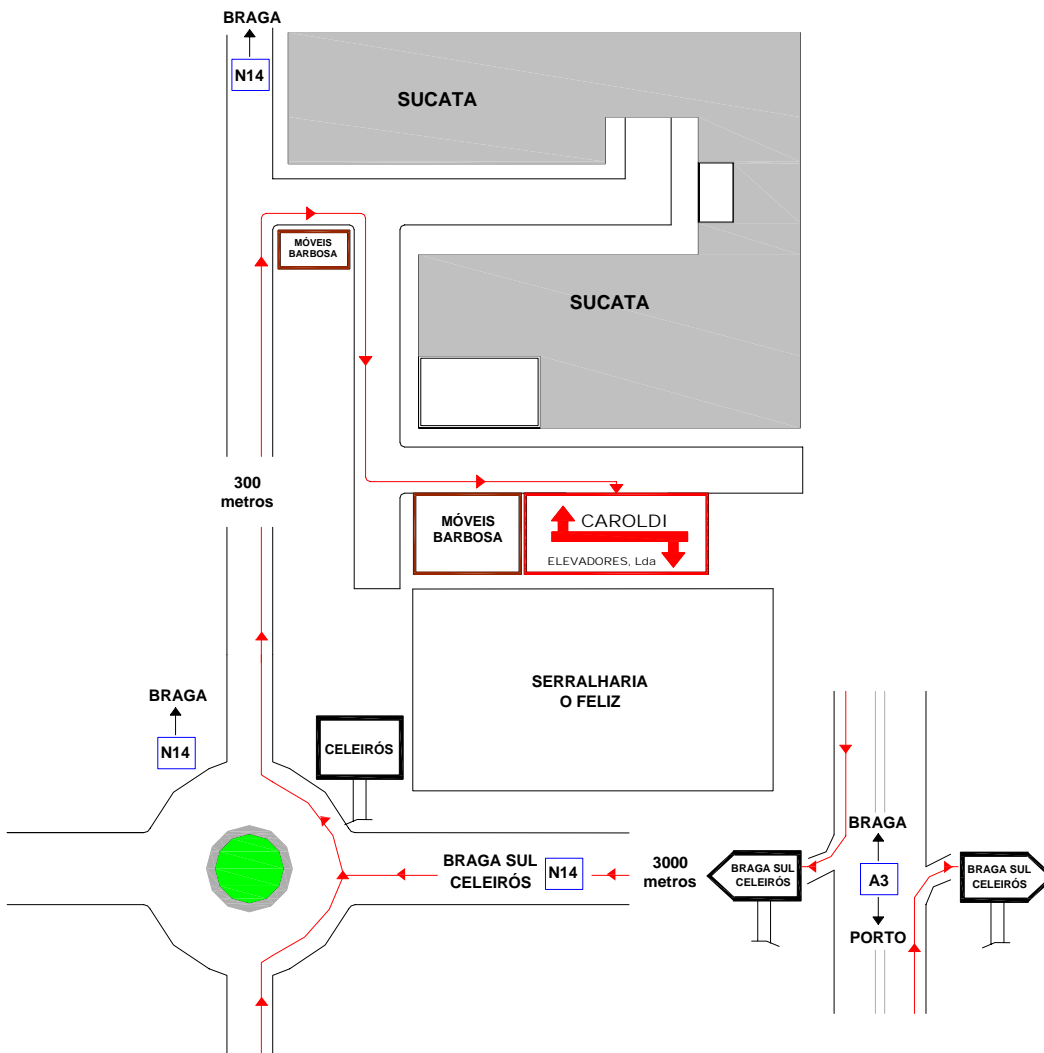 BRAGA
N14
SUCATA
MÓVEIS
BARBOSA
SUCATA
300
metros
MÓVEIS
BARBOSA
CAROLDI
ELEVADORES, Lda
SERRALHARIA
O FELIZ
BRAGA
N14
CELEIRÓS
BRAGA SUL
CELEIRÓS
N14
3000
metros
BRAGA SUL
CELEIRÓS
BRAGA
A3
PORTO
BRAGA SUL
CELEIRÓS